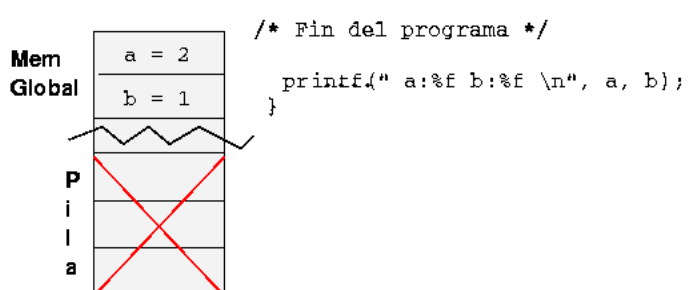 /* Fin del programa */
Mem
Global
a = 2
b = 1
printf(" a:%f b:%f \n", a, b);
}
P
i
l
a